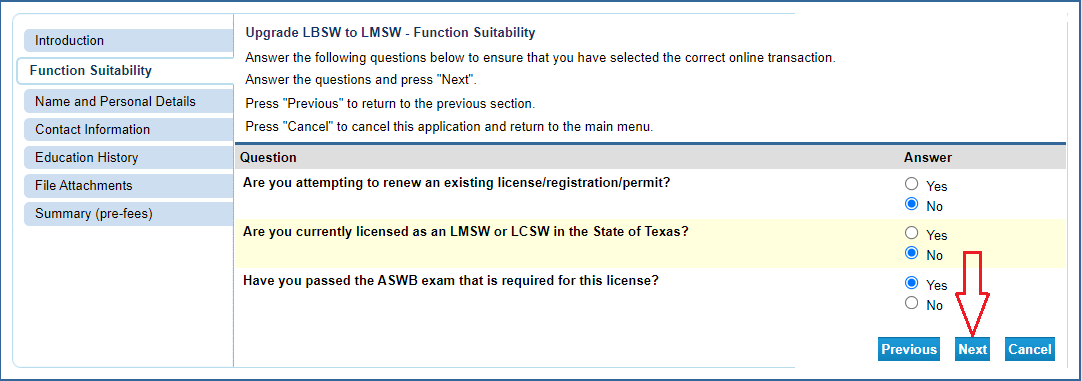 Introduction
Function Suitability
Name and Personal Details
Contact Information
Education History
File Attachments
Summary (pre-fees)
Upgrade LBSW to LMSW - Function Suitability
Answer the following questions below to ensure that you have selected the correct online transaction.
Answer the questions and press "Next".
Press "Previous" to return to the previous section.
Press "Cancel" to cancel this application and return to the main menu.
Question Answer
Are you attempting to renew an existing license/registration/permit? Yes
No
Are you currently licensed as an LMSW or LCSW in the State of Texas? Yes
No
Have you passed the ASWB exam that is required for this license? Yes
No
Previous Next Cancel